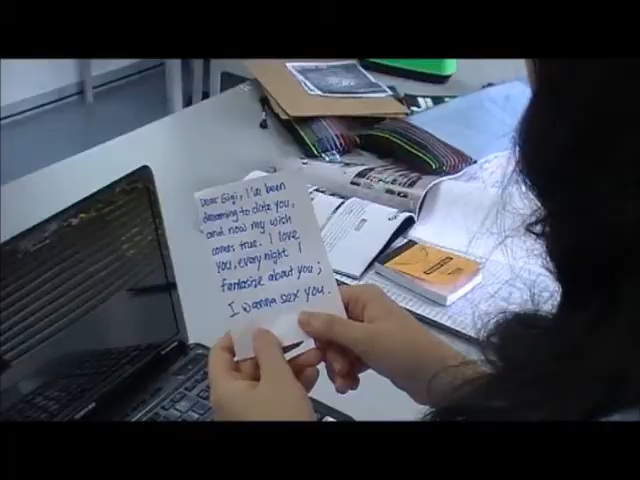 Dear Gigi, I've been
dreaming to date you,
and now my wish
comes true. I love
you, every night I
fantasize about you;
I wanna sex you.